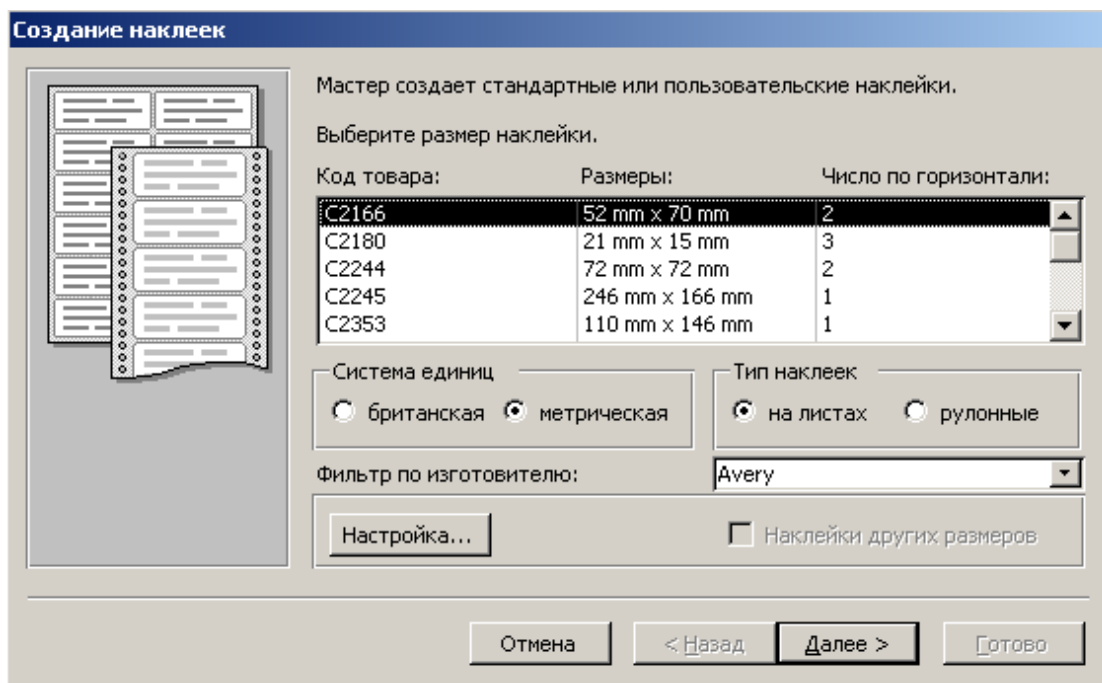 Создание наклеек
Мастер создает стандартные или пользовательские наклейки.
Выберите размер наклейки.
Код товара: Размеры: Число по горизонтали:
C2166 52 mm x 70 mm 2
C2180 21 mm x 15 mm 3
C2244 72 mm x 72 mm 2
C2245 246 mm x 166 mm 1
C2353 110 mm x 146 mm 1
Система единиц Тип наклеек
британская метрическая на листах рулонные
Фильтр по изготовителю: Avery
Настройка... Наклейки других размеров
Отмена < Назад Далее > Готово